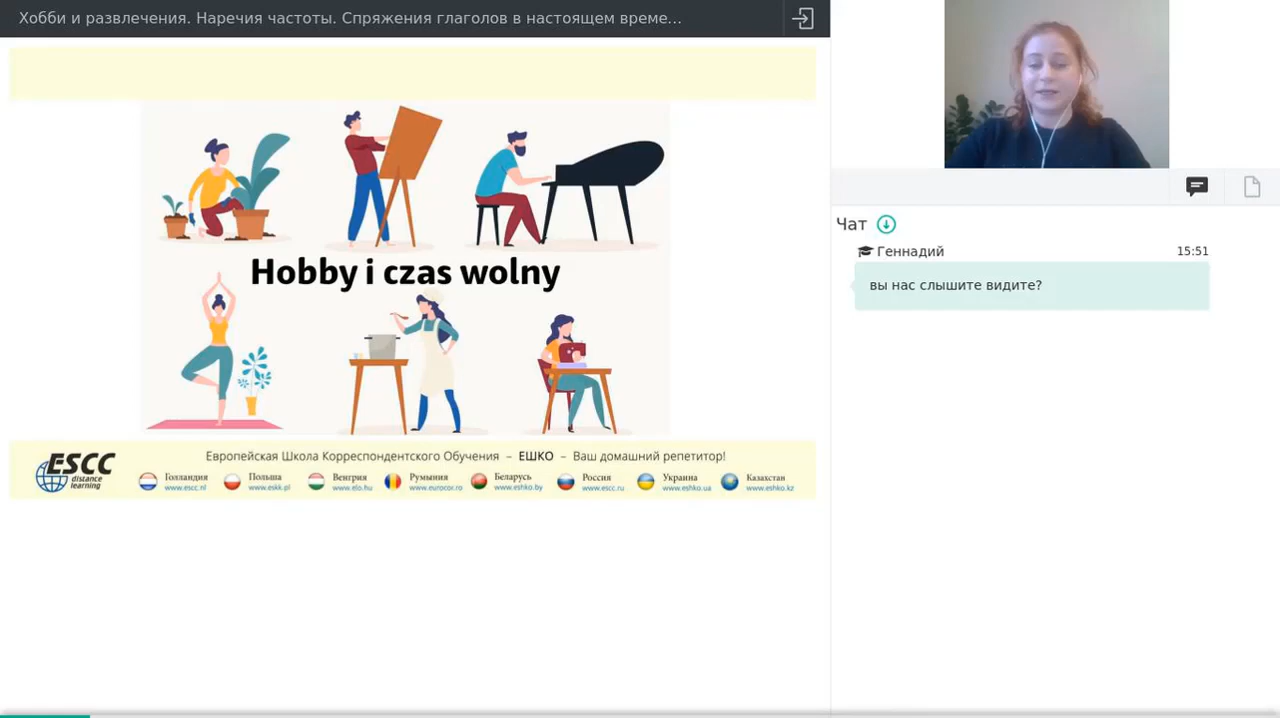 Хобби и развлечения. Наречия частоты. Спряжения глаголов в настоящем време...
Hobby i czas wolny
ESCC
distance
learning
Европейская Школа Корреспондентского Обучения – ЕШКО – Ваш домашний репетитор!
Голландия
www.escc.nl
Польша
www.eskk.pl
Венгрия
www.elo.hu
Румыния
www.eurocor.ro
Беларусь
www.eshko.by
Россия
www.escc.ru
Украина
www.eshko.ua
Казахстан
www.eshko.kz
Чат
Геннадий 15:51
вы нас слышите видите?